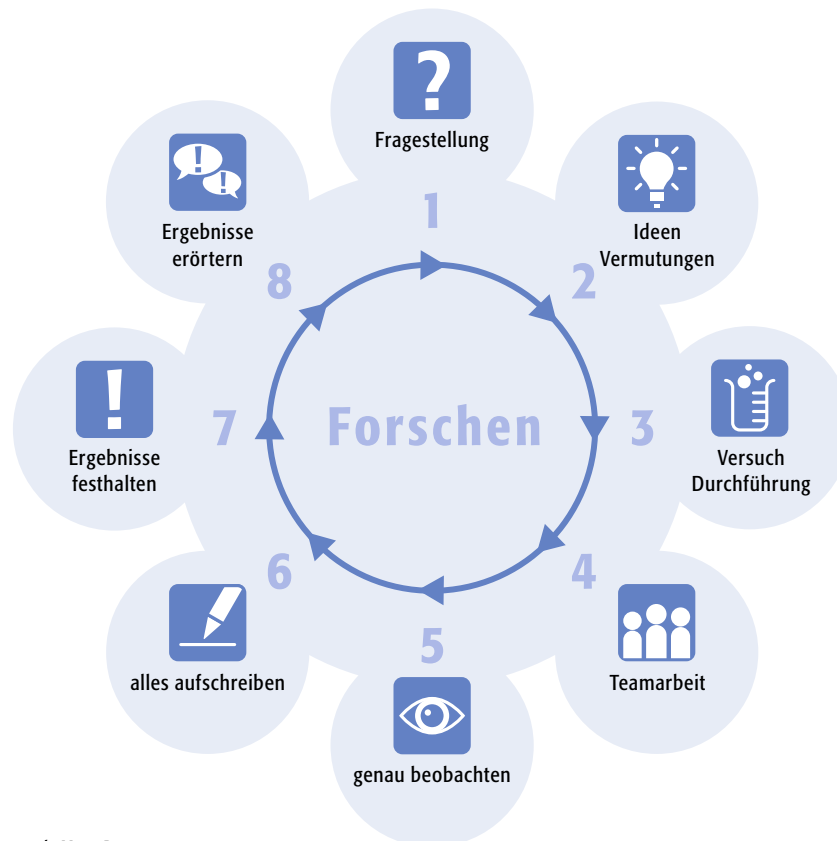 ?
Fragestellung
1
Ideen
Vermutungen
2
Versuch
Durchführung
3
Teamarbeit
4
genau beobachten
5
alles aufschreiben
6
!
Ergebnisse
festhalten
7
! !
Ergebnisse
erörtern
8
Forschen